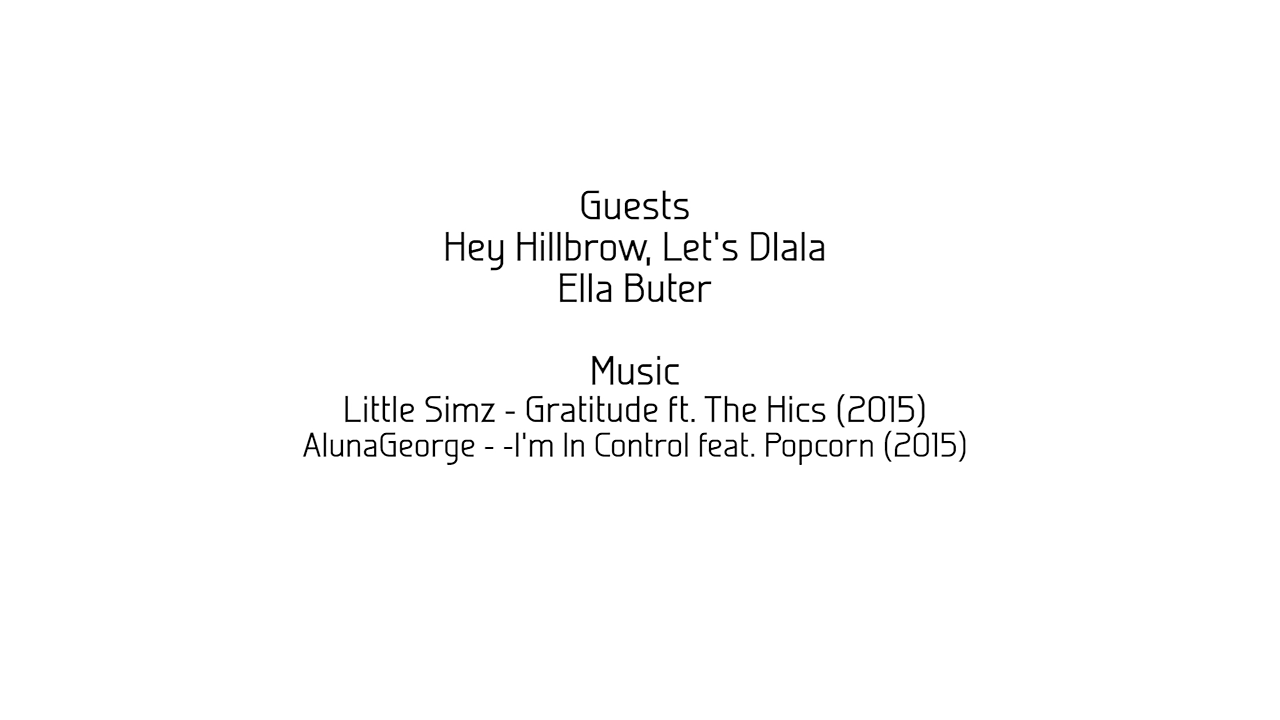 Guests
Hey Hillbrow, Let's Dlala
Ella Buter
Music
Little Simz - Gratitude ft. The Hics (2015)
AlunaGeorge - -I'm In Control feat. Popcorn (2015)